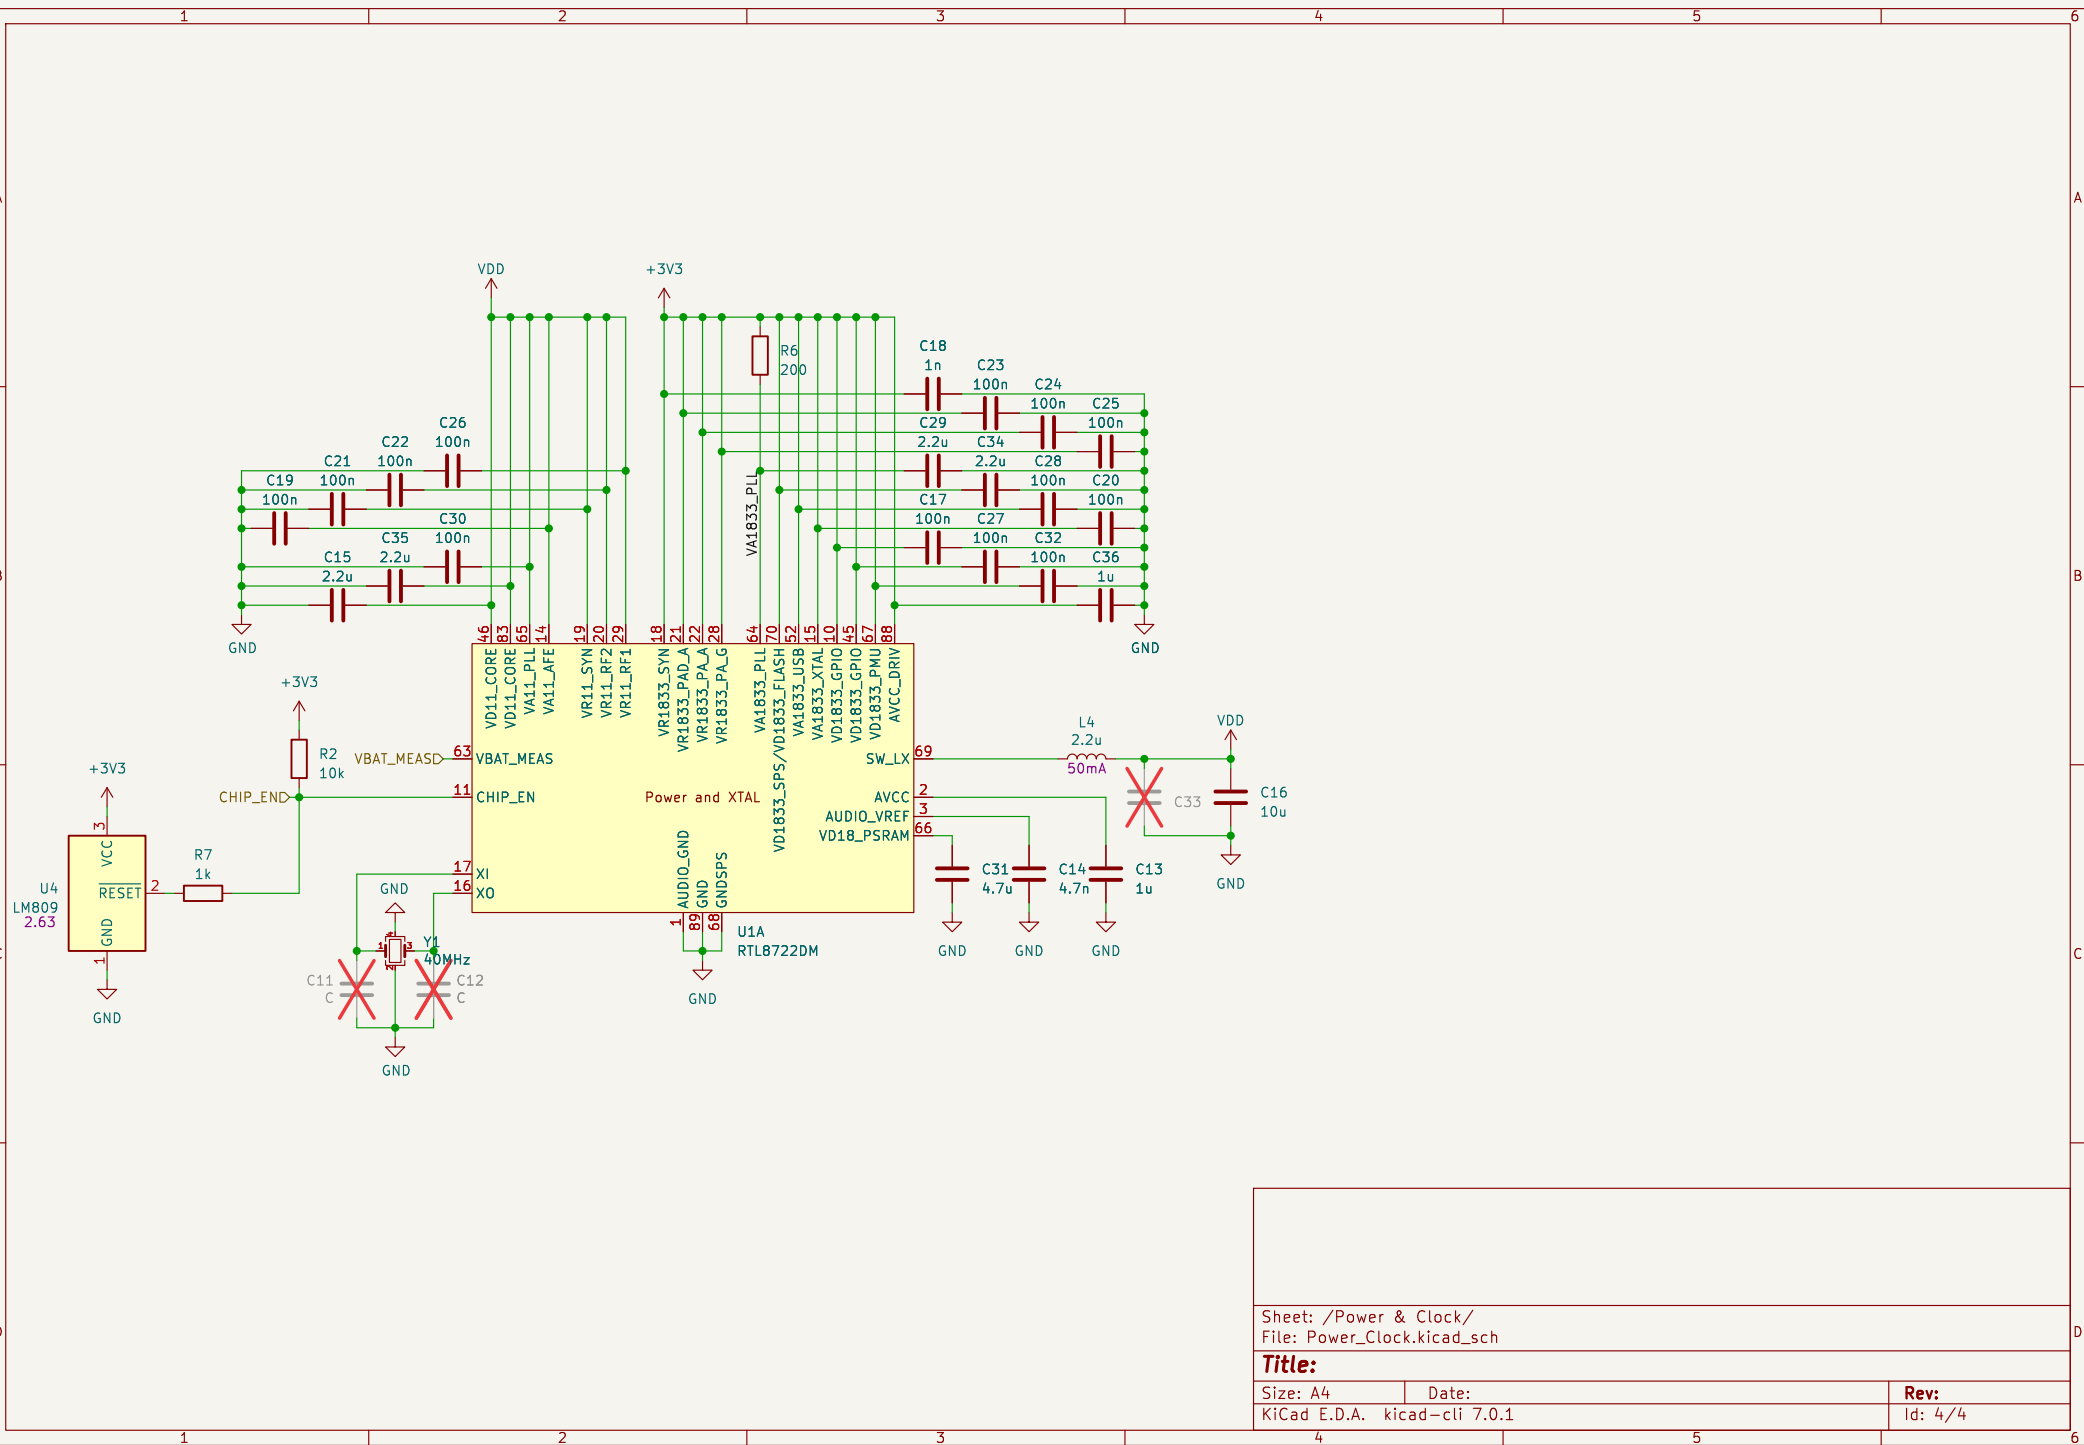 1 2 3 4 5 6
A
A
VDD
+3V3
C18
1n
R6
200
C23
100n
C24
100n
C25
100n
C26
100n
C29
2.2u
C22
100n
C34
2.2u
C21
100n
C28
100n
C19
100n
C20
100n
C17
100n
C30
100n
C27
100n
C35
2.2u
C32
100n
C15
2.2u
C36
1u
VA1833_PLL
B
GND
GND
46 83 65 14 19 20 29 18 21 22 28 64 70 52 15 10 45 67 88
VD11_CORE
VD11_CORE
VA11_PLL
VA11_AFE
VR11_SYN
VR11_RF2
VR11_RF1
VR1833_SYN
VR1833_PAD_A
VR1833_PA_A
VR1833_PA_G
VA1833_PLL
VD1833_SPS/VD1833_FLASH
VA1833_USB
VA1833_XTAL
VD1833_GPIO
VD1833_GPIO
VD1833_PMU
AVCC_DRIV
+3V3
R2
10k
VBAT_MEAS 63 VBAT_MEAS
CHIP_EN 11 CHIP_EN
Power and XTAL
SW_LX 69
AVCC 2
AUDIO_VREF 3
VD18_PSRAM 66
L4
2.2u
50mA
VDD
C33
C16
10u
GND
+3V3
3
VCC
RESET 2
GND
1
U4
LM809
2.63
GND
R7
1k
17 XI
16 XO
GND
AUDIO_GND
GND
GNDSPS
1 89 68
U1A
RTL8722DM
GND
C31
4.7u
C14
4.7n
C13
1u
GND
GND
GND
1 3
2
Y1
40MHz
C11
C
C12
C
GND
C
D
Sheet: /Power & Clock/
File: Power_Clock.kicad_sch
Title:
Size: A4 Date: Rev:
KiCad E.D.A. kicad-cli 7.0.1 Id: 4/4
1 2 3 4 5 6